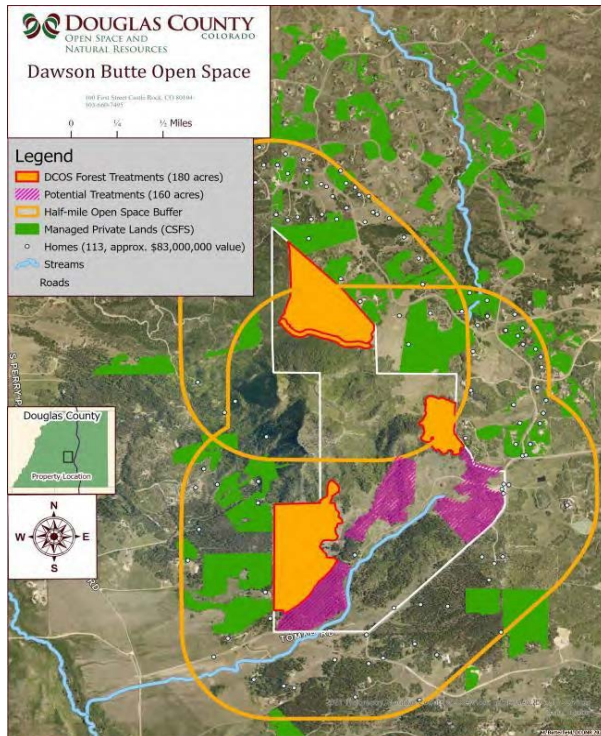 DOUGLAS COUNTY
COLORADO
OPEN SPACE AND
NATURAL RESOURCES
Dawson Butte Open Space
0 ¼ ½ Miles
Legend
DCOS Forest Treatments (180 acres)
Potential Treatments (160 acres)
Half-mile Open Space Buffer
Managed Private Lands (CSFS)
Homes (113, approx. $83,000,000 value)
Streams
Roads
S PERRY P
Douglas County
Property Location
N
W E
S
RD